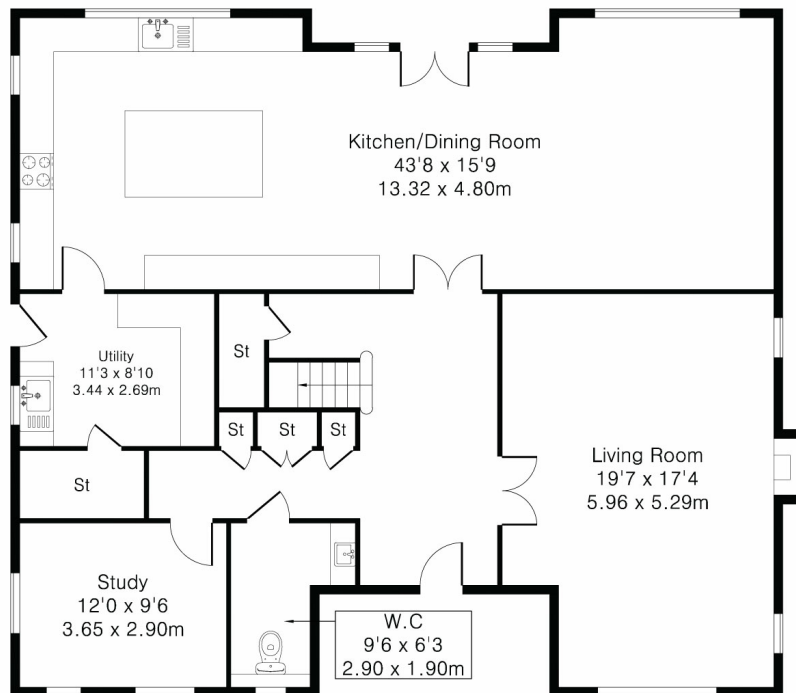 Kitchen/Dining Room
43'8 x 15'9
13.32 x 4.80m
Utility
11'3 x 8'10
3.44 x 2.69m
St
St
St
St
St
Living Room
19'7 x 17'4
5.96 x 5.29m
Study
12'0 x 9'6
3.65 x 2.90m
W.C
9'6 x 6'3
2.90 x 1.90m